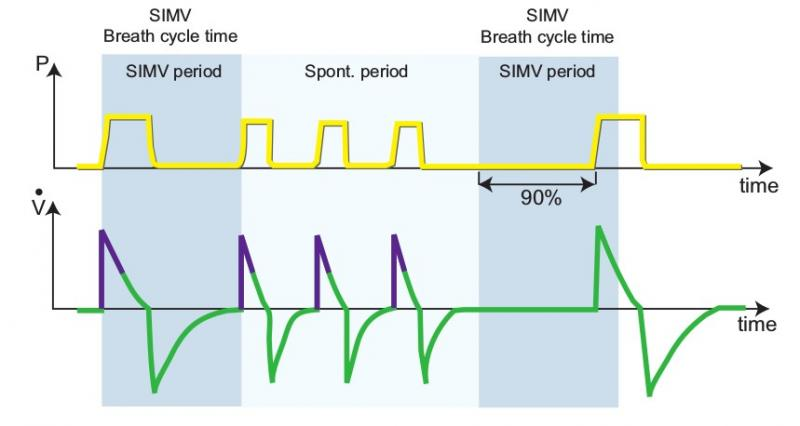 SIMV
Breath cycle time
SIMV
Breath cycle time
P
SIMV period
Spont. period
SIMV period
time
90%
V̇
time